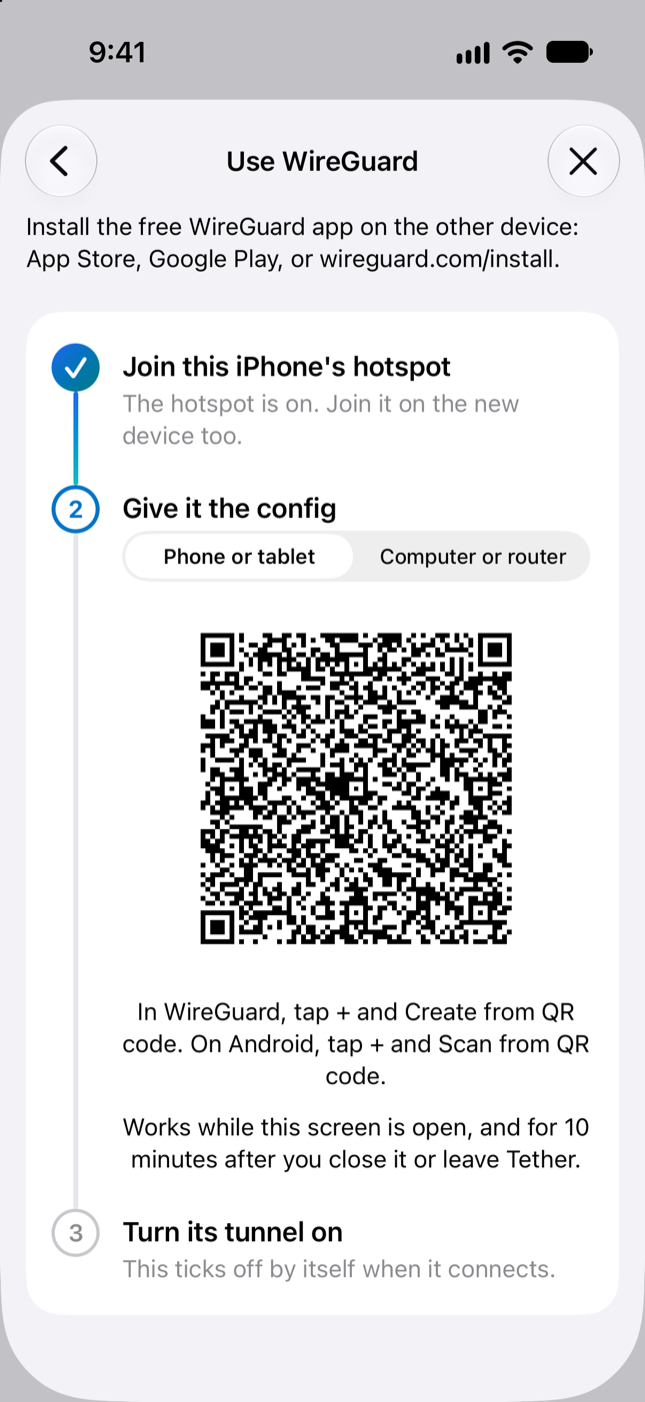 9:41
Use WireGuard
Install the free WireGuard app on the other device:
App Store, Google Play, or wireguard.com/install.
Join this iPhone's hotspot
The hotspot is on. Join it on the new
device too.
2
Give it the config
Phone or tablet
Computer or router
In WireGuard, tap + and Create from QR
code. On Android, tap + and Scan from QR
code.
Works while this screen is open, and for 10
minutes after you close it or leave Tether.
3
Turn its tunnel on
This ticks off by itself when it connects.